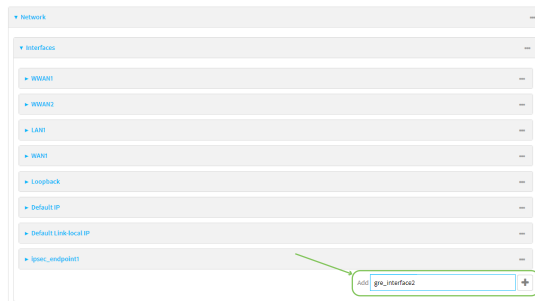 Network
Interfaces
WWAN1
WWAN2
LAN1
WAN1
Loopback
Default IP
Default Link-local IP
ipsec_endpoint1
Add gre_interface2